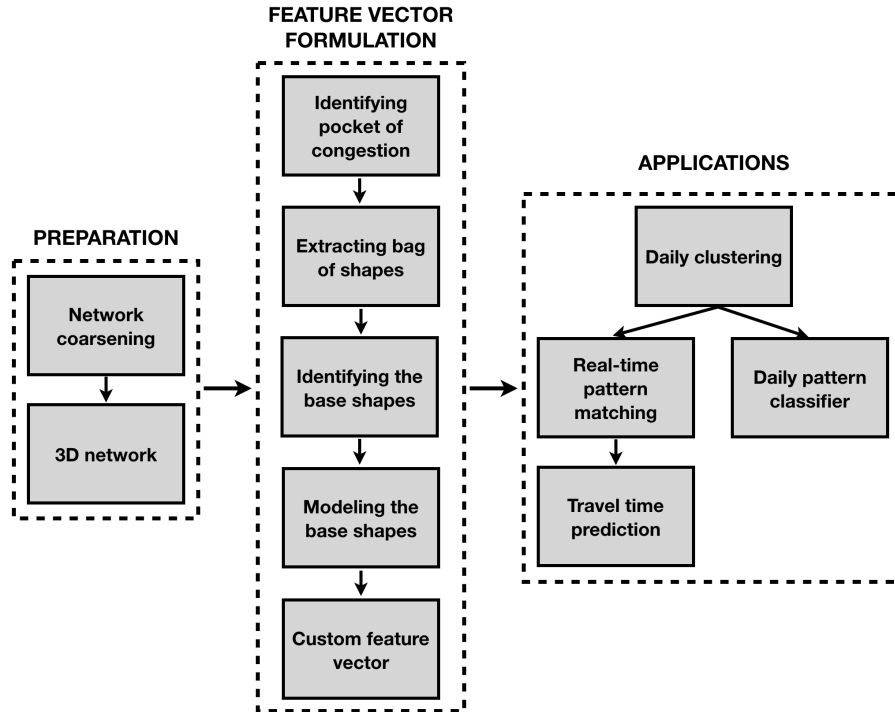 PREPARATION
Network
coarsening
3D network
FEATURE VECTOR
FORMULATION
Identifying
pocket of
congestion
Extracting bag
of shapes
Identifying the
base shapes
Modeling the
base shapes
Custom feature
vector
APPLICATIONS
Daily clustering
Real-time
pattern
matching
Daily pattern
classifier
Travel time
prediction